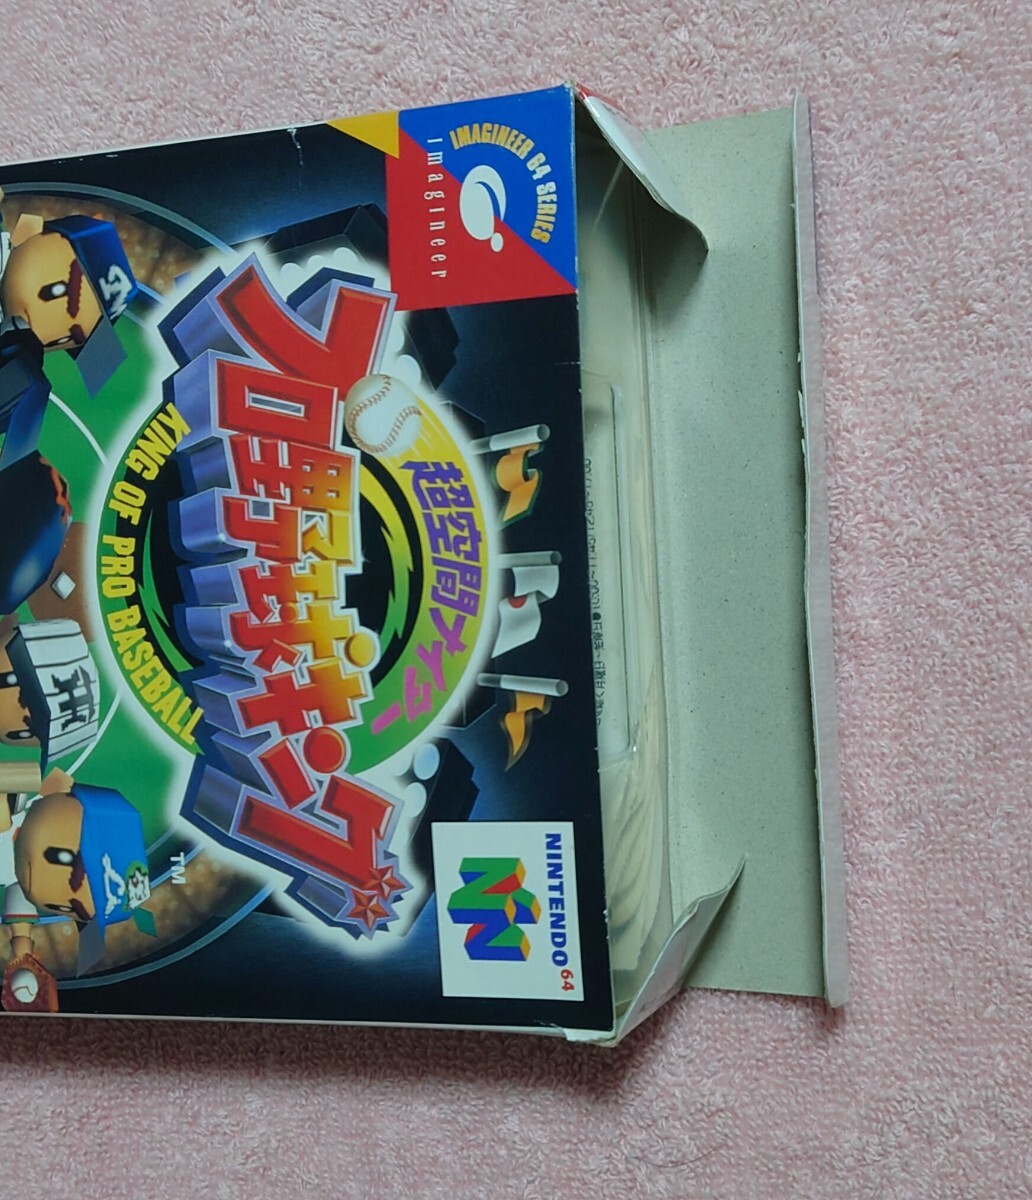 IMAGINEER 64 SERIES
imagineer
超空間ナイター
プロ野球キング
KING OF PRO BASEBALL
TM
NINTENDO 64